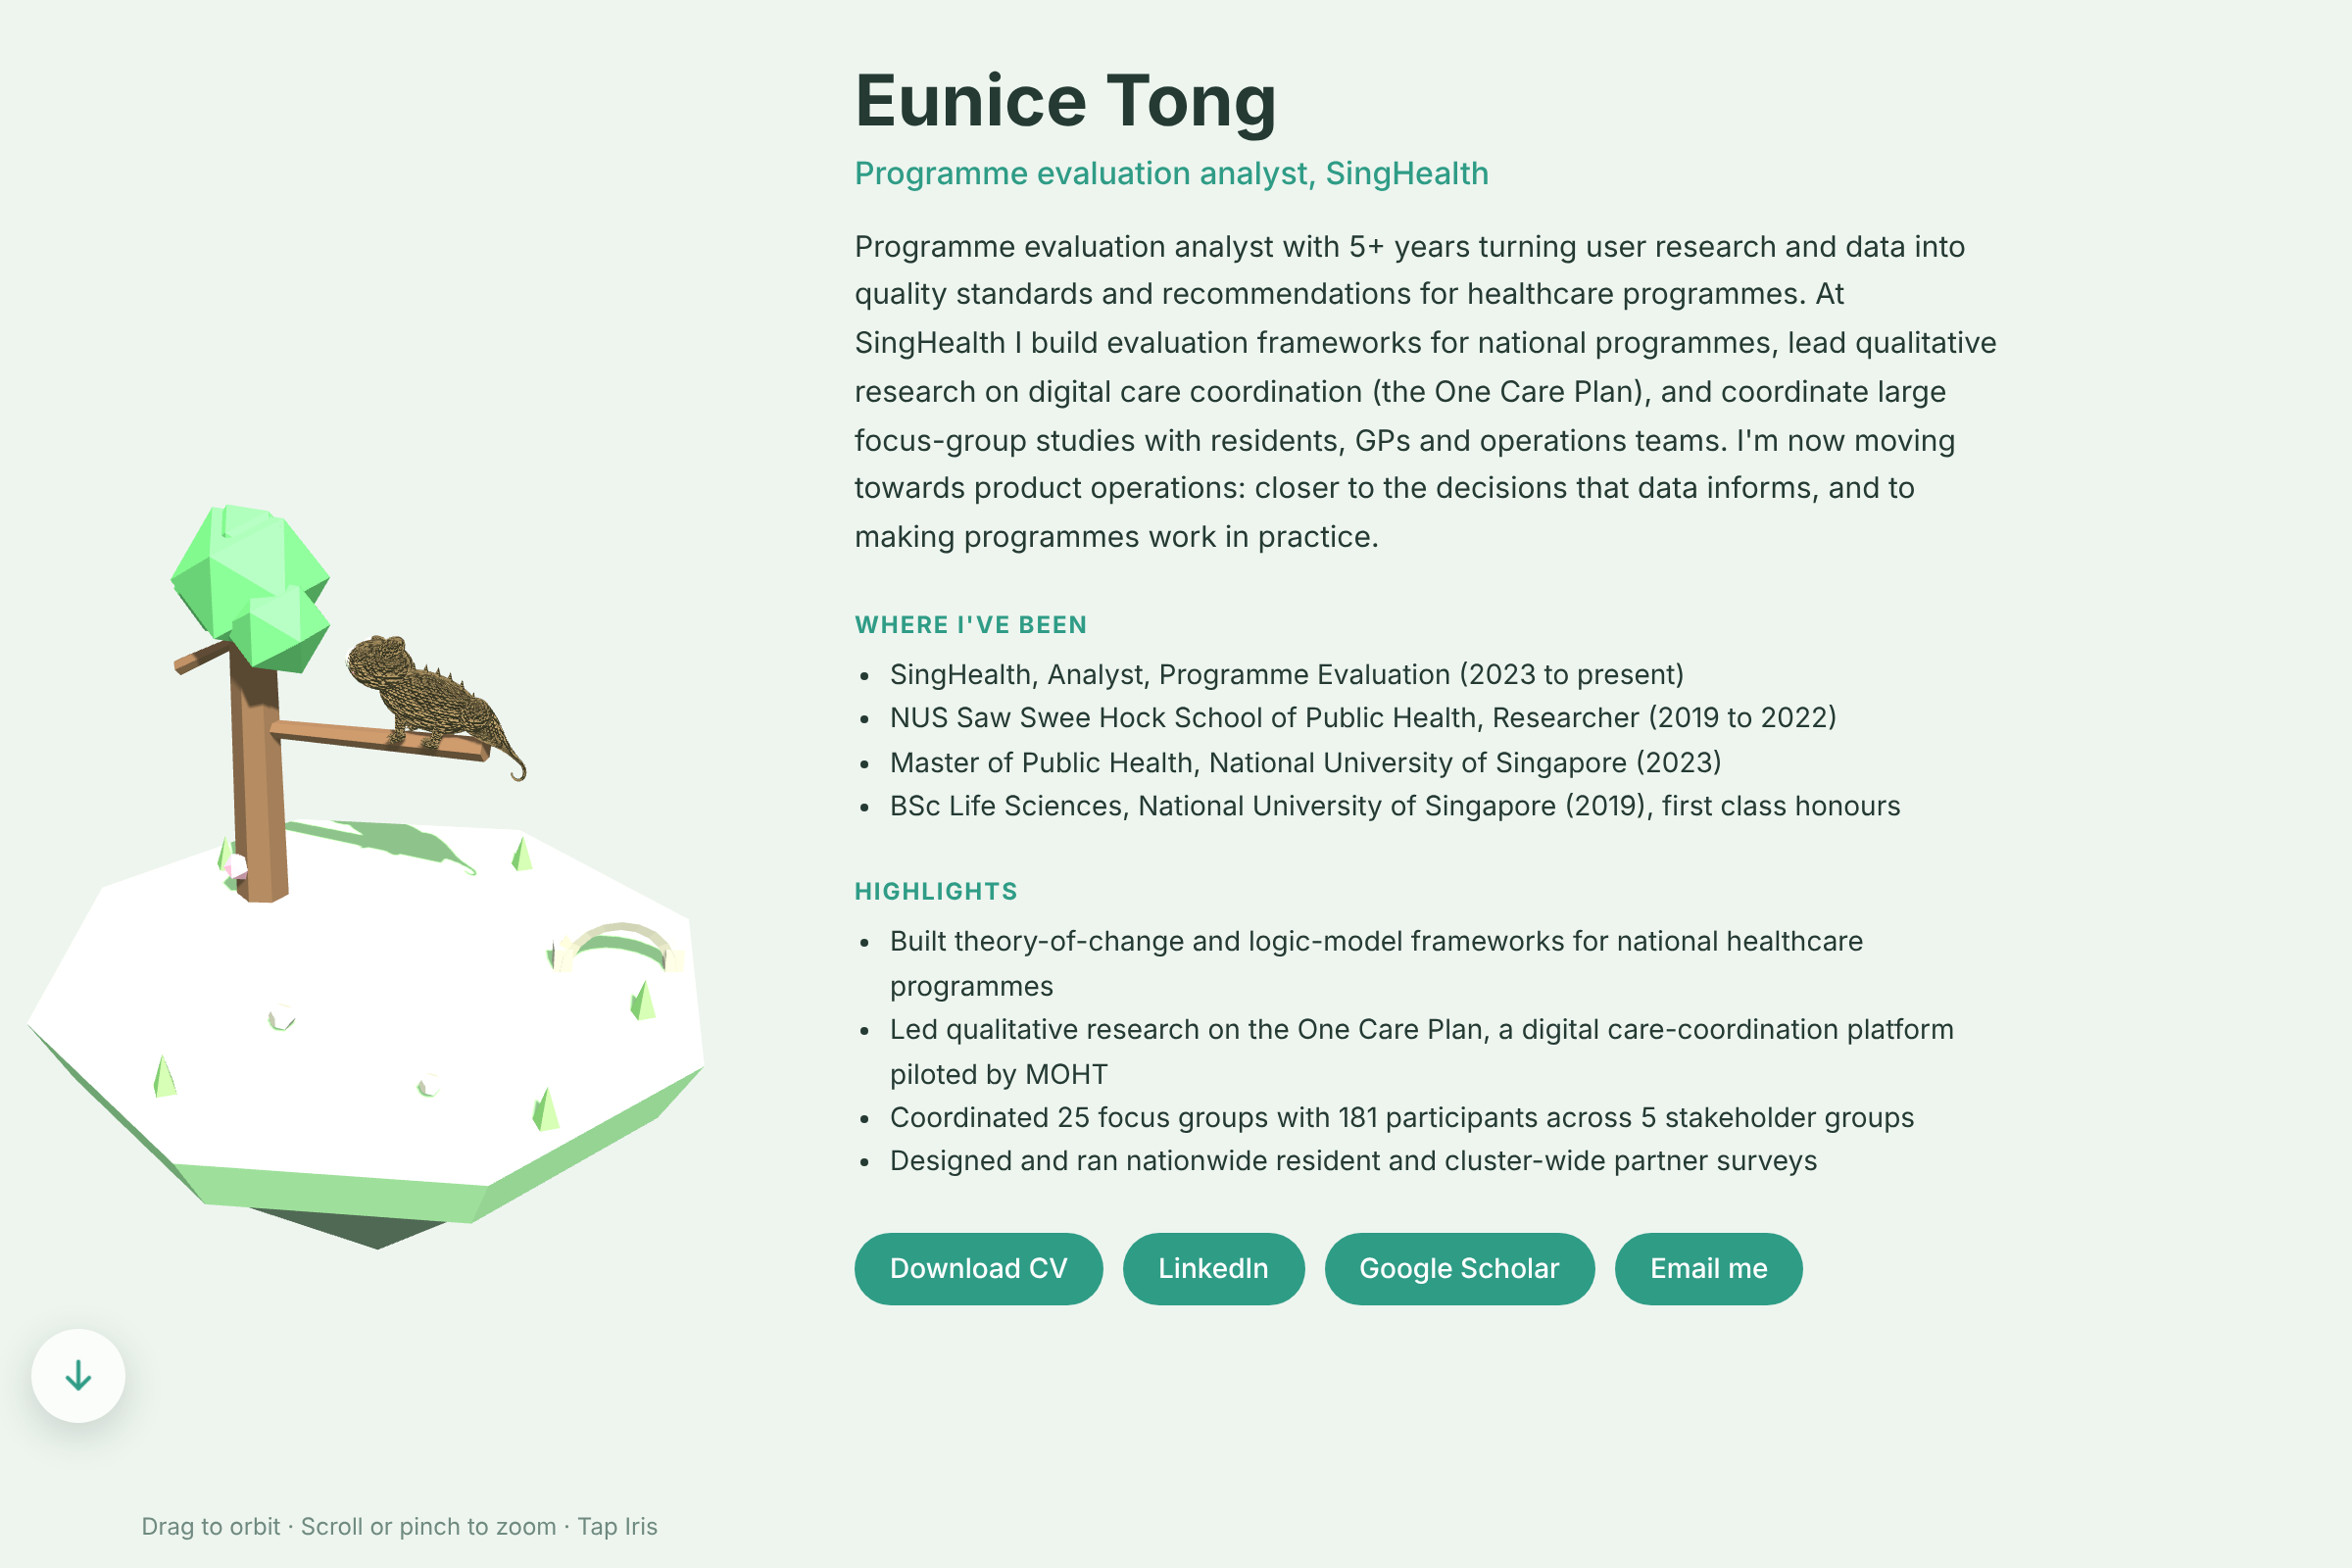 Eunice Tong
Programme evaluation analyst, SingHealth
Programme evaluation analyst with 5+ years turning user research and data into
quality standards and recommendations for healthcare programmes. At
SingHealth I build evaluation frameworks for national programmes, lead qualitative
research on digital care coordination (the One Care Plan), and coordinate large
focus-group studies with residents, GPs and operations teams. I'm now moving
towards product operations: closer to the decisions that data informs, and to
making programmes work in practice.
WHERE I'VE BEEN
• SingHealth, Analyst, Programme Evaluation (2023 to present)
• NUS Saw Swee Hock School of Public Health, Researcher (2019 to 2022)
• Master of Public Health, National University of Singapore (2023)
• BSc Life Sciences, National University of Singapore (2019), first class honours
HIGHLIGHTS
• Built theory-of-change and logic-model frameworks for national healthcare
programmes
• Led qualitative research on the One Care Plan, a digital care-coordination platform
piloted by MOHT
• Coordinated 25 focus groups with 181 participants across 5 stakeholder groups
• Designed and ran nationwide resident and cluster-wide partner surveys
Download CV
LinkedIn
Google Scholar
Email me
Drag to orbit · Scroll or pinch to zoom · Tap Iris